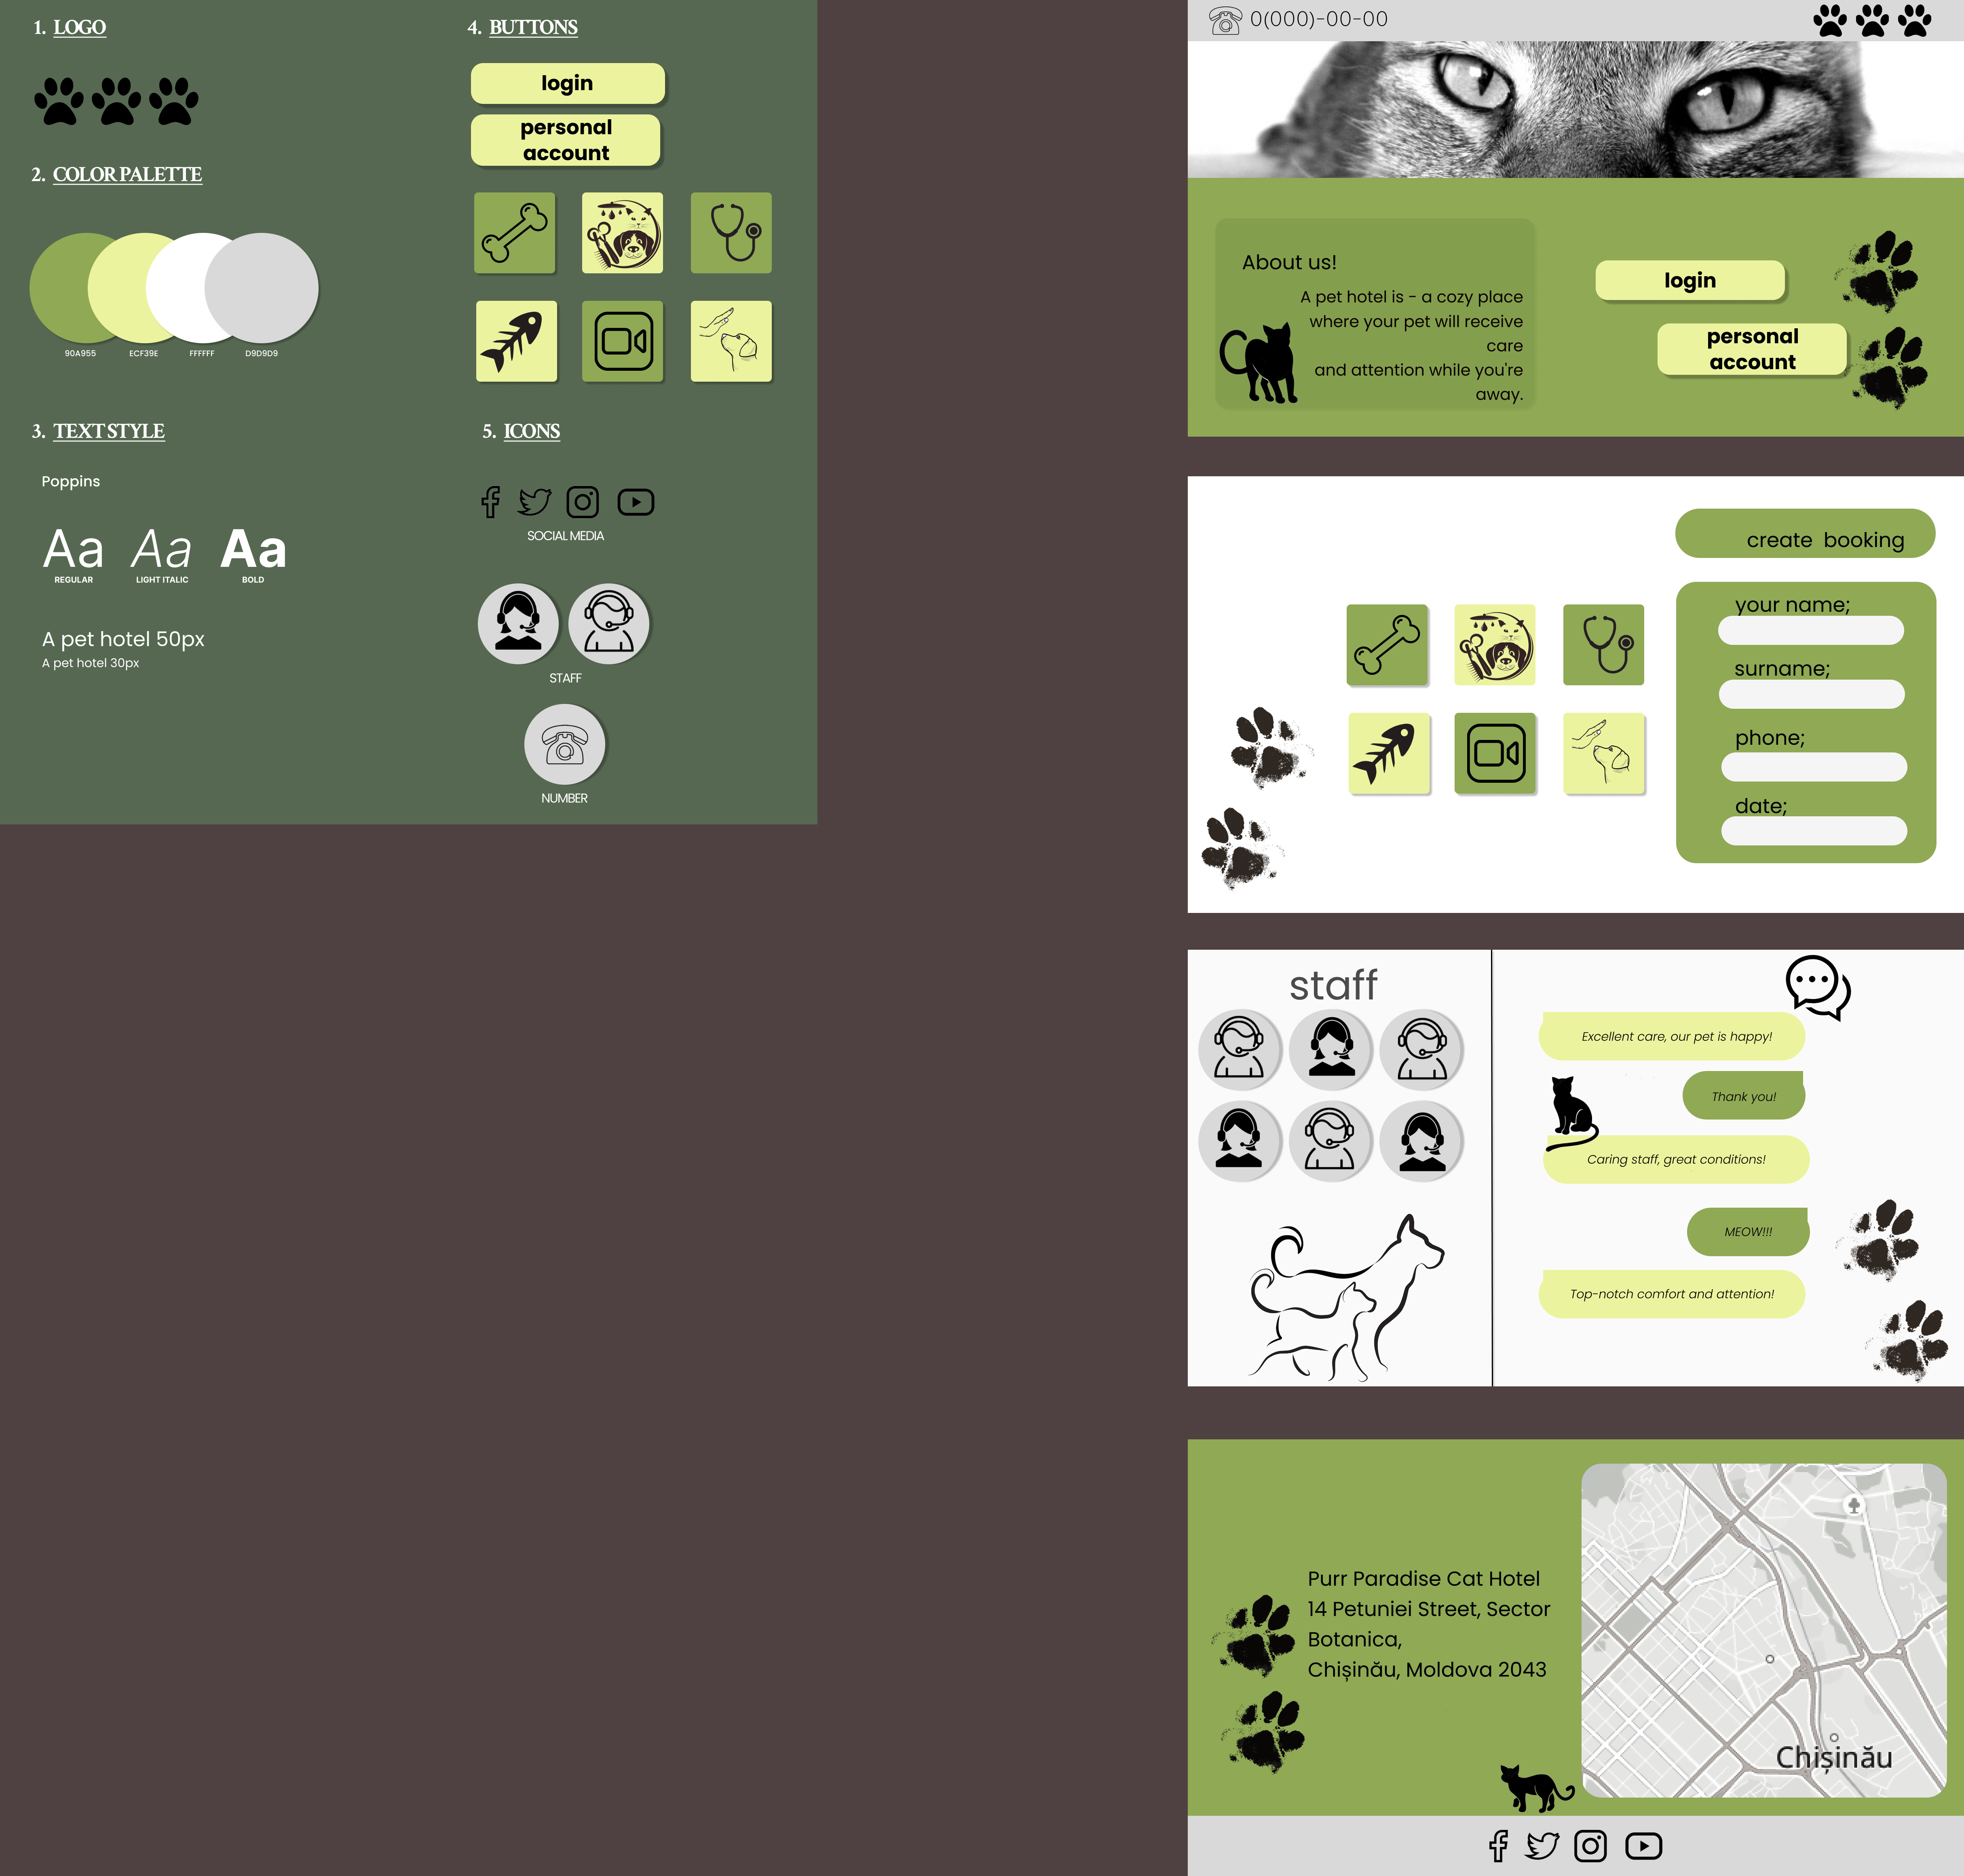 1. LOGO
2. COLOR PALETTE
90A955
ECF39E
FFFFFF
D9D9D9
3. TEXT STYLE
Poppins
Aa
Aa
Aa
REGULAR
LIGHT ITALIC
BOLD
A pet hotel 50px
A pet hotel 30px
4. BUTTONS
login
personal
account
5. ICONS
SOCIAL MEDIA
STAFF
NUMBER
0(000)-00-00
About us!
A pet hotel is - a cozy place
where your pet will receive
care
and attention while you're
away.
login
personal
account
create booking
your name;
surname;
phone;
date;
staff
Excellent care, our pet is happy!
Thank you!
Caring staff, great conditions!
MEOW!!!
Top-notch comfort and attention!
Purr Paradise Cat Hotel
14 Petuniei Street, Sector
Botanica,
Chișinău, Moldova 2043
Chișinău